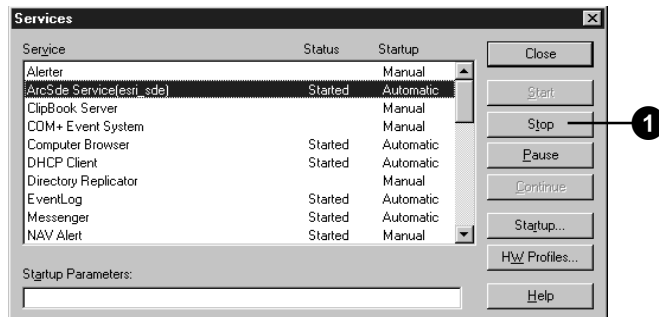 Services
Service Status Startup
Alerter Manual
ArcSde Service(esri_sde) Started Automatic
ClipBook Server Manual
COM+ Event System Manual
Computer Browser Started Automatic
DHCP Client Started Automatic
Directory Replicator Manual
EventLog Started Automatic
Messenger Started Automatic
NAV Alert Started Manual
Startup Parameters:
Close
Start
Stop
1
Pause
Continue
Startup...
HW Profiles...
Help